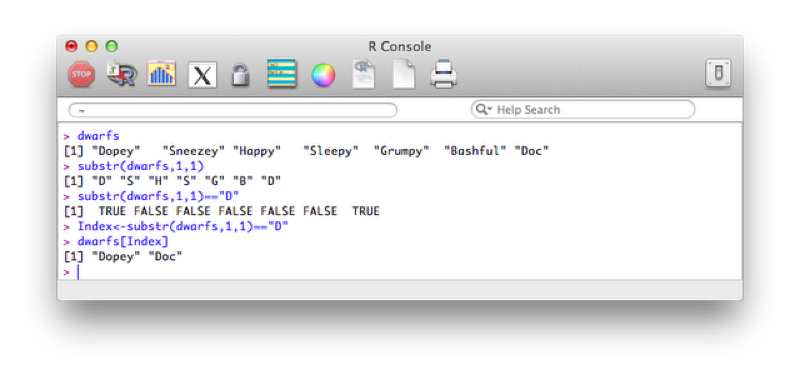 R Console
STOP
X
Help Search
> dwarfs
[1] "Dopey"   "Sneezey" "Happy"   "Sleepy"  "Grumpy"  "Bashful" "Doc"
> substr(dwarfs,1,1)
[1] "D" "S" "H" "S" "G" "B" "D"
> substr(dwarfs,1,1)=="D"
[1]  TRUE FALSE FALSE FALSE FALSE FALSE  TRUE
> Index<-substr(dwarfs,1,1)=="D"
> dwarfs[Index]
[1] "Dopey" "Doc"
>